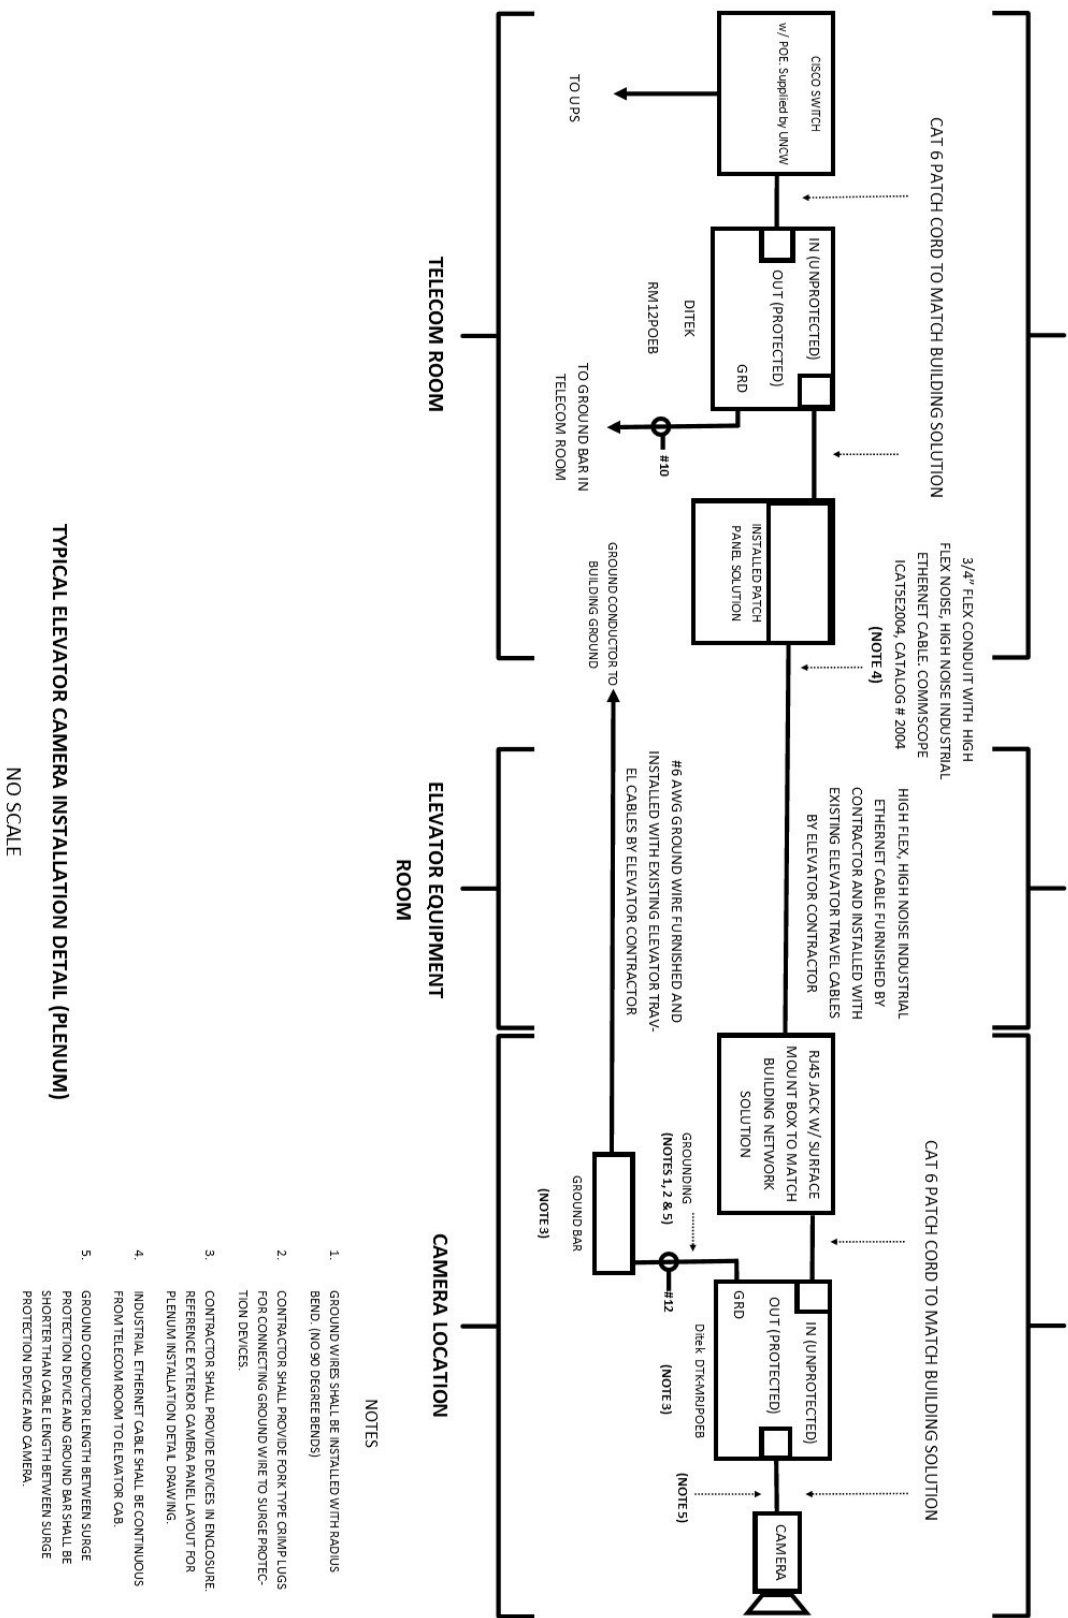 CAT 6 PATCH CORD TO MATCH BUILDING SOLUTION
CISCO SWITCH
w/ POE. Supplied by UNCW
TO UPS
IN (UNPROTECTED)
OUT (PROTECTED)
GRD
DITEK
RM12POEB
#10
TO GROUND BAR IN
TELECOM ROOM
INSTALLED PATCH
PANEL SOLUTION
TELECOM ROOM
3/4" FLEX CONDUIT WITH HIGH
FLEX NOISE, HIGH NOISE INDUSTRIAL
ETHERNET CABLE. COMMSCOPE
ICAT5E2004, CATALOG # 2004
(NOTE 4)
HIGH FLEX, HIGH NOISE INDUSTRIAL
ETHERNET CABLE FURNISHED BY
CONTRACTOR AND INSTALLED WITH
EXISTING ELEVATOR TRAVEL CABLES
BY ELEVATOR CONTRACTOR
GROUND CONDUCTOR TO
BUILDING GROUND
#6 AWG GROUND WIRE FURNISHED AND
INSTALLED WITH EXISTING ELEVATOR TRAV-
EL CABLES BY ELEVATOR CONTRACTOR
ELEVATOR EQUIPMENT
ROOM
CAT 6 PATCH CORD TO MATCH BUILDING SOLUTION
RJ45 JACK W/ SURFACE
MOUNT BOX TO MATCH
BUILDING NETWORK
SOLUTION
GROUNDING
(NOTES 1, 2 & 5)
GROUND BAR
(NOTE 3)
#12
IN (UNPROTECTED)
OUT (PROTECTED)
GRD
Ditek DTK-MRJPOEB
(NOTE 3)
(NOTE 5)
CAMERA
CAMERA LOCATION
NOTES
1. GROUND WIRES SHALL BE INSTALLED WITH RADIUS
BEND. (NO 90 DEGREE BENDS)
2. CONTRACTOR SHALL PROVIDE FORK TYPE CRIMP LUGS
FOR CONNECTING GROUND WIRE TO SURGE PROTEC-
TION DEVICES.
3. CONTRACTOR SHALL PROVIDE DEVICES IN ENCLOSURE.
REFERENCE EXTERIOR CAMERA PANEL LAYOUT FOR
PLENUM INSTALLATION DETAIL DRAWING.
4. INDUSTRIAL ETHERNET CABLE SHALL BE CONTINUOUS
FROM TELECOM ROOM TO ELEVATOR CAB.
5. GROUND CONDUCTOR LENGTH BETWEEN SURGE
PROTECTION DEVICE AND GROUND BAR SHALL BE
SHORTER THAN CABLE LENGTH BETWEEN SURGE
PROTECTION DEVICE AND CAMERA.
TYPICAL ELEVATOR CAMERA INSTALLATION DETAIL (PLENUM)
NO SCALE